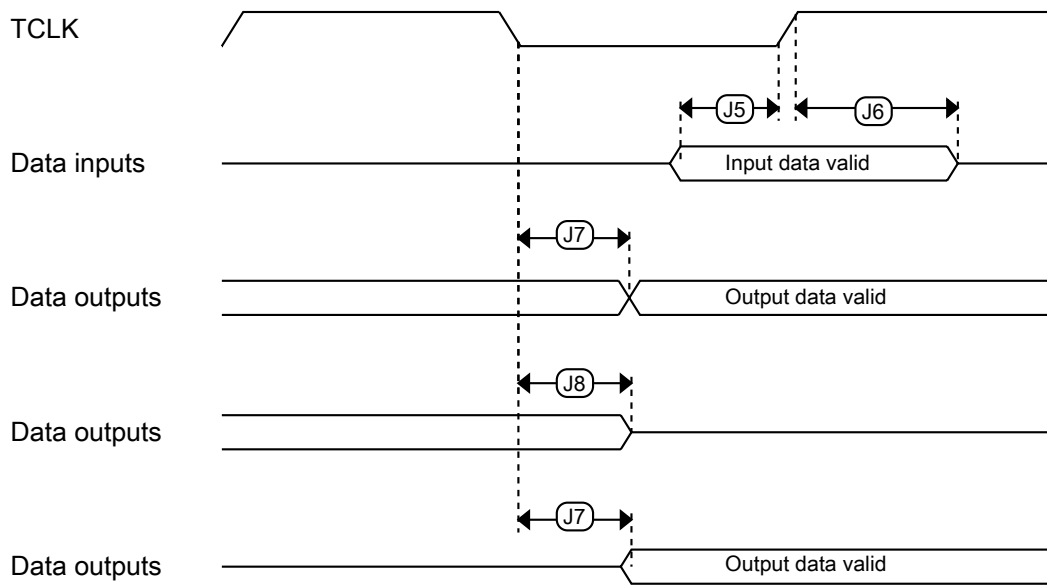 TCLK
J5
J6
Data inputs
Input data valid
J7
Data outputs
Output data valid
J8
Data outputs
J7
Data outputs
Output data valid